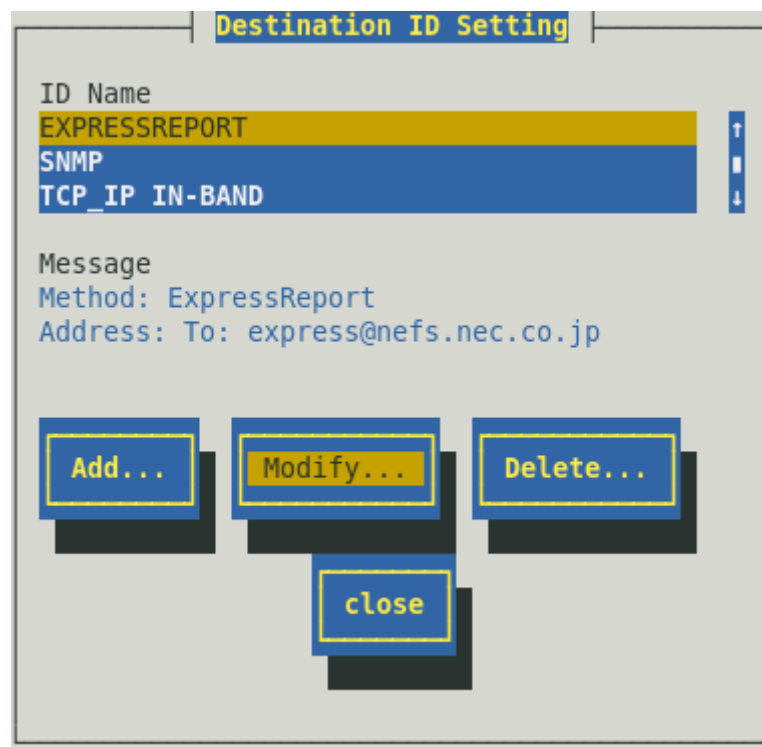 Destination ID Setting
ID Name
EXPRESSREPORT
SNMP
TCP_IP IN-BAND
Message
Method: ExpressReport
Address: To: express@nefs.nec.co.jp
Add... Modify... Delete...
close